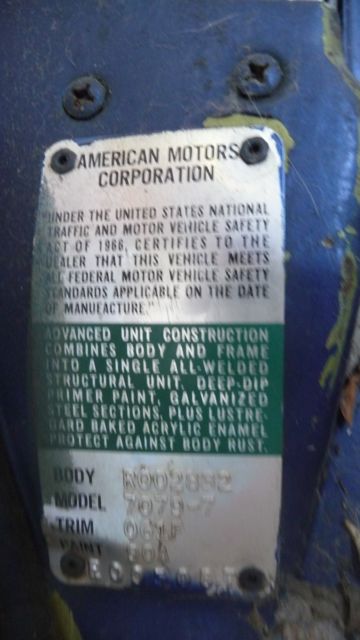 AMERICAN MOTORS
CORPORATION
"UNDER THE UNITED STATES NATIONAL
TRAFFIC AND MOTOR VEHICLE SAFETY
ACT OF 1966, CERTIFIES TO THE
DEALER THAT THIS VEHICLE MEETS
ALL FEDERAL MOTOR VEHICLE SAFETY
STANDARDS APPLICABLE ON THE DATE
OF MANUFACTURE."
ADVANCED UNIT CONSTRUCTION
COMBINES BODY AND FRAME
INTO A SINGLE ALL-WELDED
STRUCTURAL UNIT. DEEP-DIP
PRIMER PAINT, GALVANIZED
STEEL SECTIONS, PLUS LUSTRE-
GARD BAKED ACRYLIC ENAMEL
PROTECT AGAINST BODY RUST.
BODY
MODEL 7079-7
TRIM
PAINT